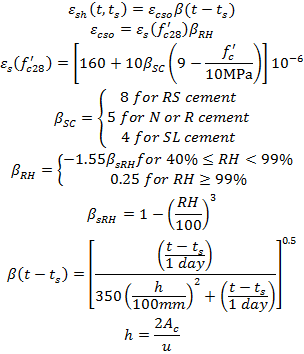 ε_sh(t, t_s) = ε_cso β(t − t_s)
ε_cso = ε_s(f′_c28)β_RH
ε_s(f′_c28) = [160 + 10β_SC (9 − f′_c / 10MPa)] 10^−6
β_SC = { 8 for RS cement
5 for N or R cement
4 for SL cement
β_RH = { −1.55β_sRH for 40% ≤ RH < 99%
0.25 for RH ≥ 99%
β_sRH = 1 − (RH / 100)^3
β(t − t_s) = [ ((t − t_s) / 1 day) / (350 (h / 100mm)^2 + ((t − t_s) / 1 day)) ]^0.5
h = 2A_c / u